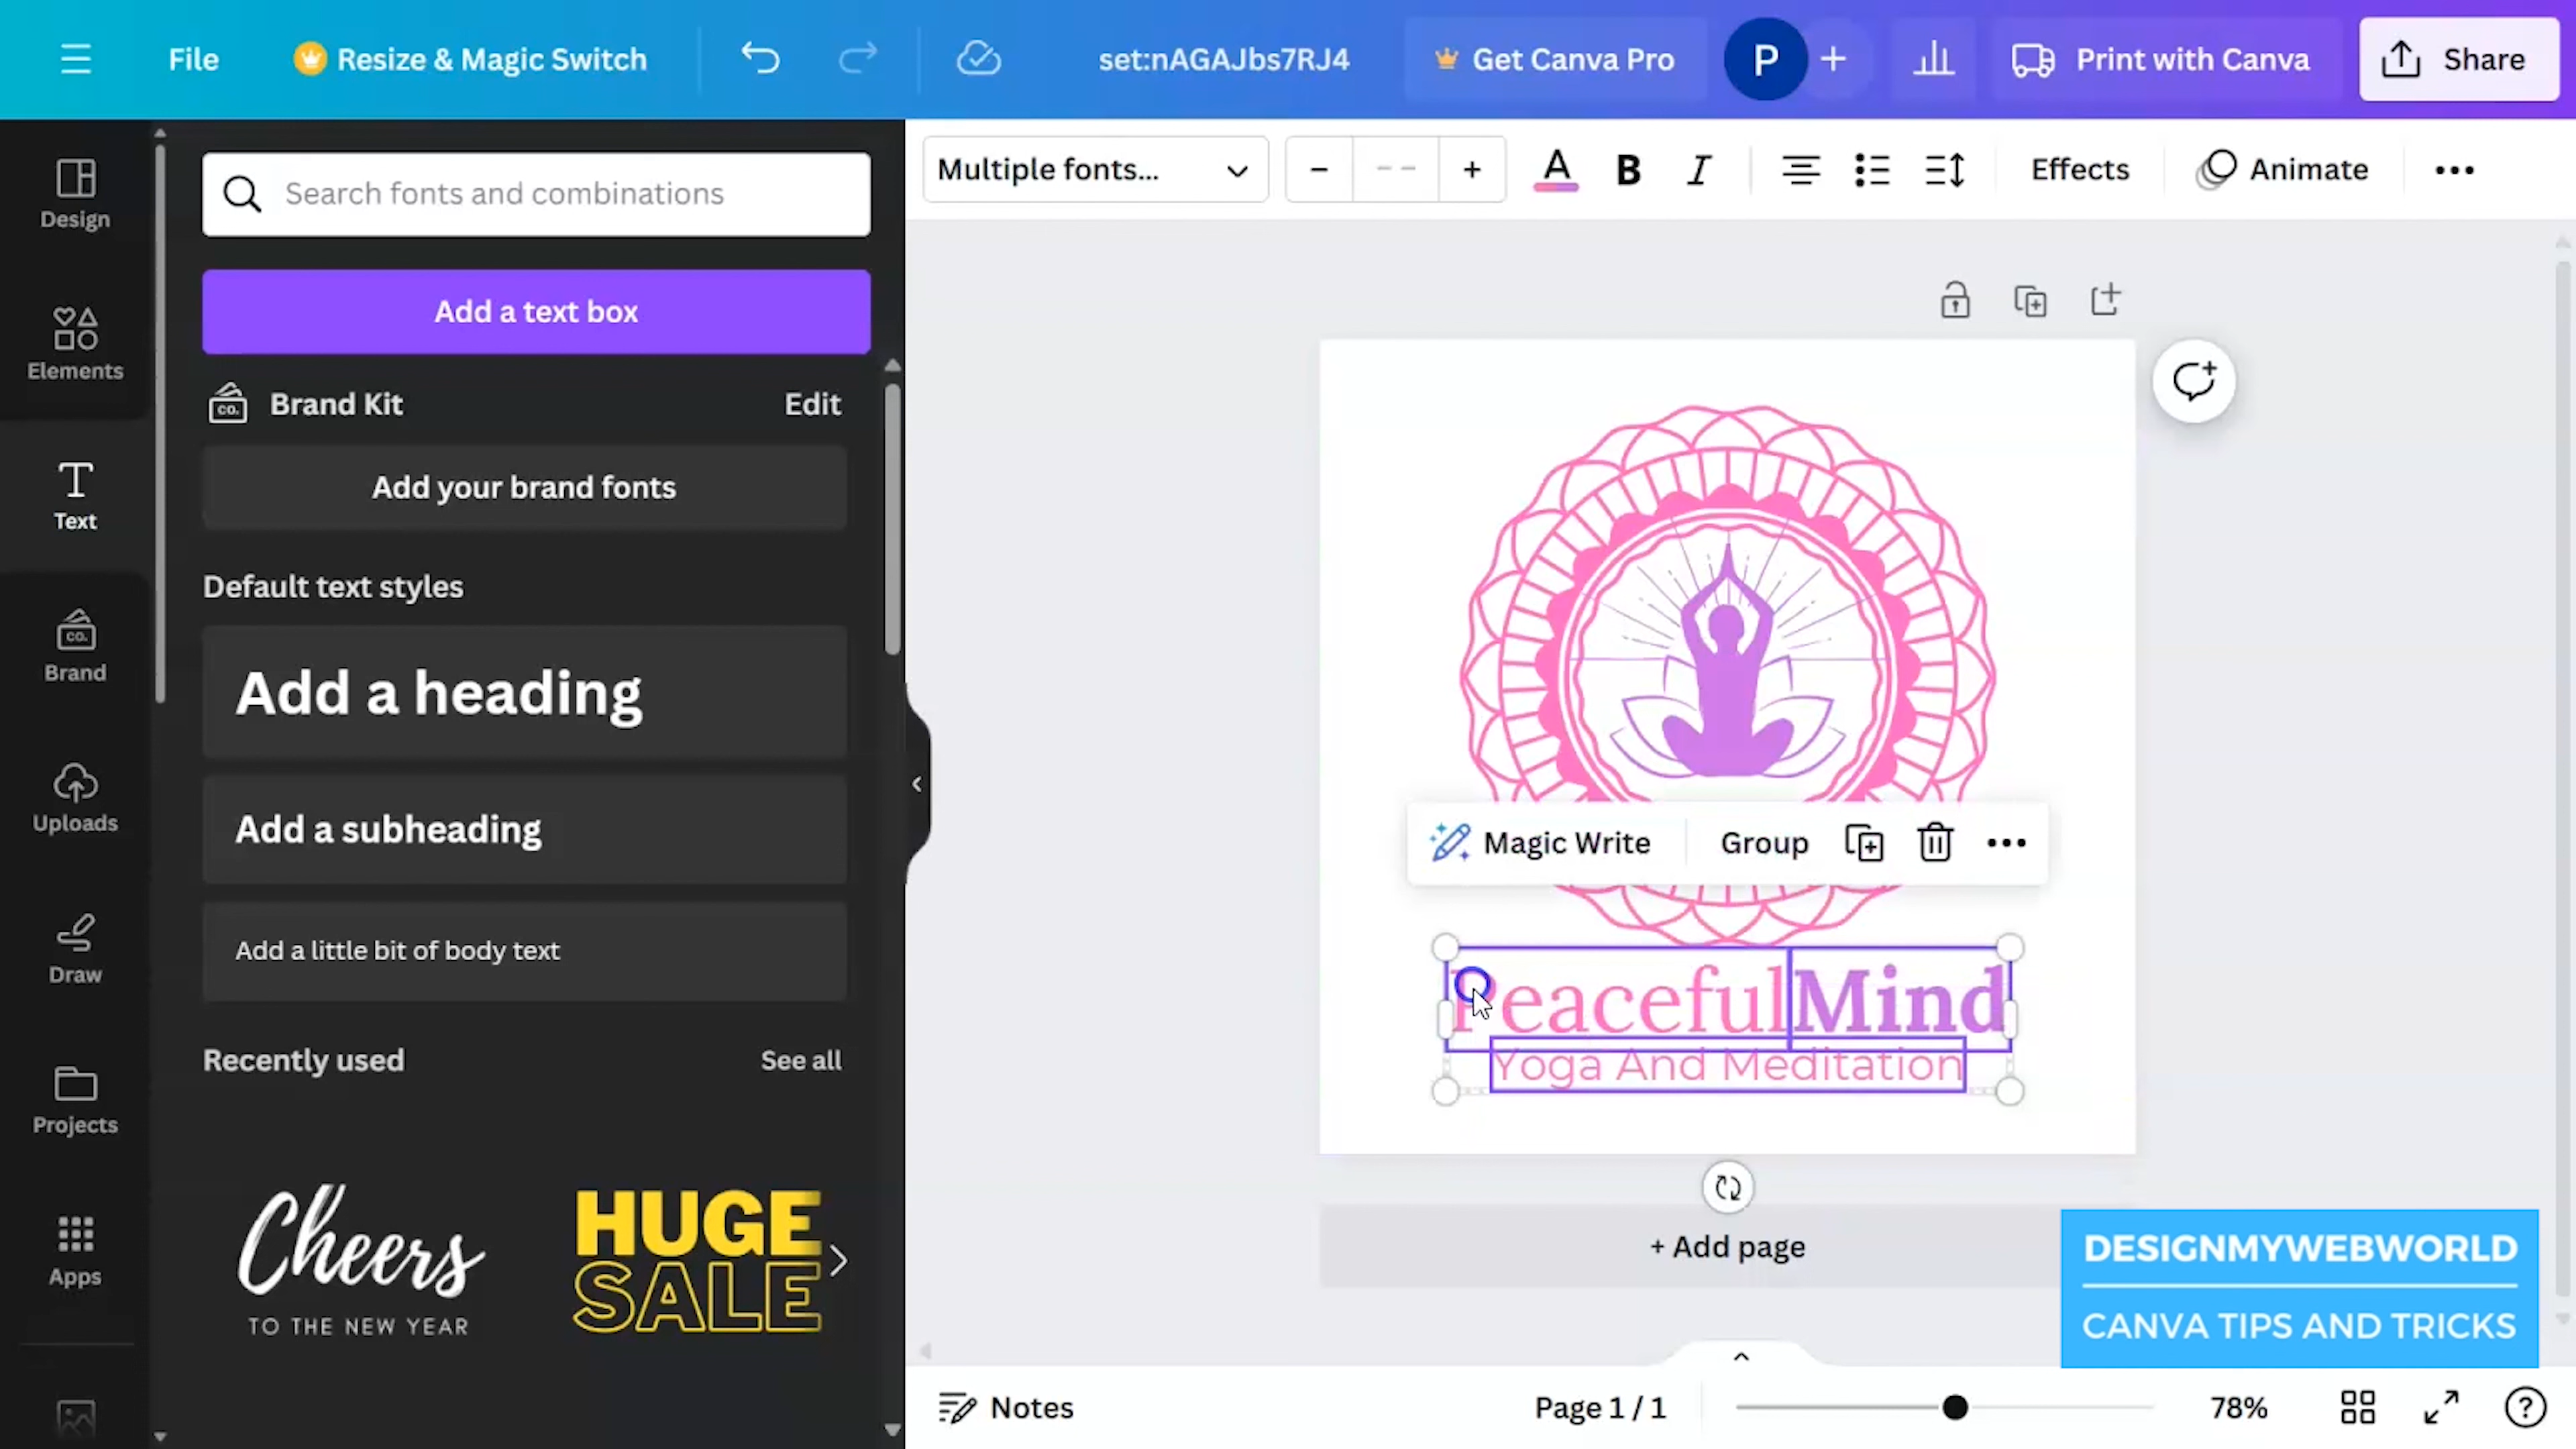 File
Resize & Magic Switch
set:nAGAJbs7RJ4
Get Canva Pro
P
Print with Canva
Share
Design
Elements
Text
Brand
CO.
Uploads
Draw
Projects
Apps
Search fonts and combinations
Add a text box
CO.
Brand Kit
Edit
Add your brand fonts
Default text styles
Add a heading
Add a subheading
Add a little bit of body text
Recently used
See all
Cheers
TO THE NEW YEAR
HUGE
SALE
Multiple fonts...
- -
A
B
I
Effects
Animate
Magic Write
Group
PeacefulMind
Yoga And Meditation
+ Add page
DESIGNMYWEBWORLD
CANVA TIPS AND TRICKS
Notes
Page 1 / 1
78%